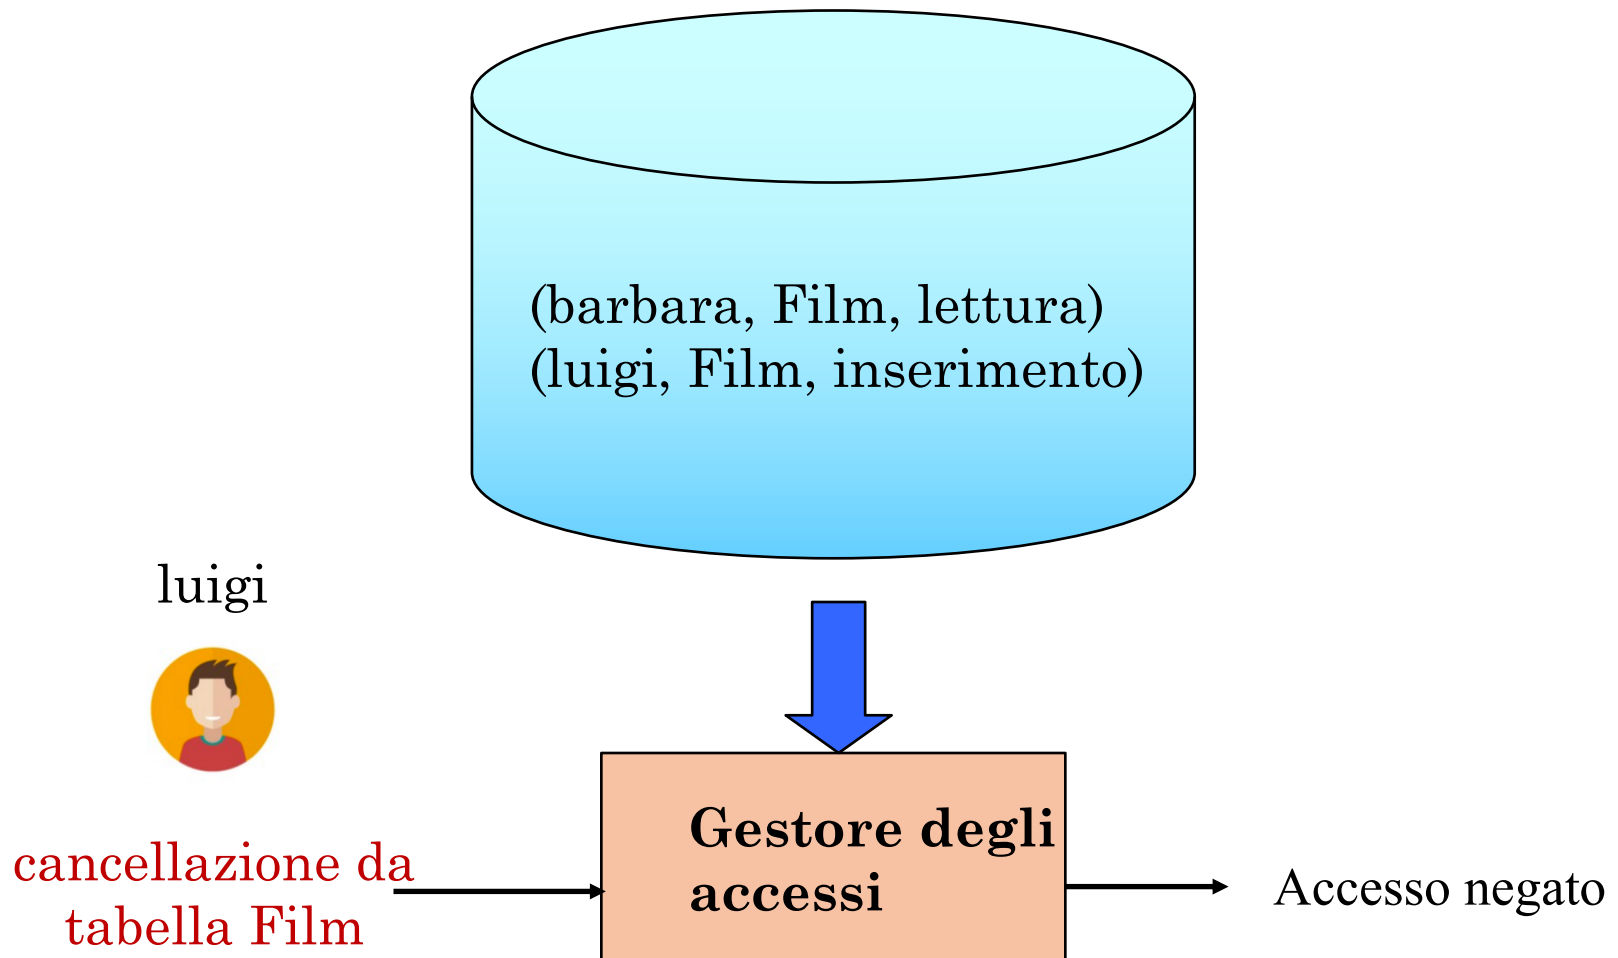 (barbara, Film, lettura)
(luigi, Film, inserimento)
luigi
cancellazione da
tabella Film
Gestore degli
accessi
Accesso negato